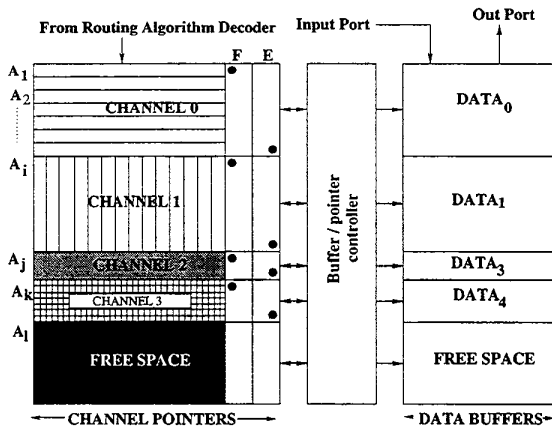 From Routing Algorithm Decoder
Input Port
Out Port
F E
A1
A2
CHANNEL 0
DATA0
Ai
CHANNEL 1
DATA1
Buffer / pointer
controller
Aj
CHANNEL 2
DATA3
Ak
CHANNEL 3
DATA4
Al
FREE SPACE
FREE SPACE
CHANNEL POINTERS
DATA BUFFERS